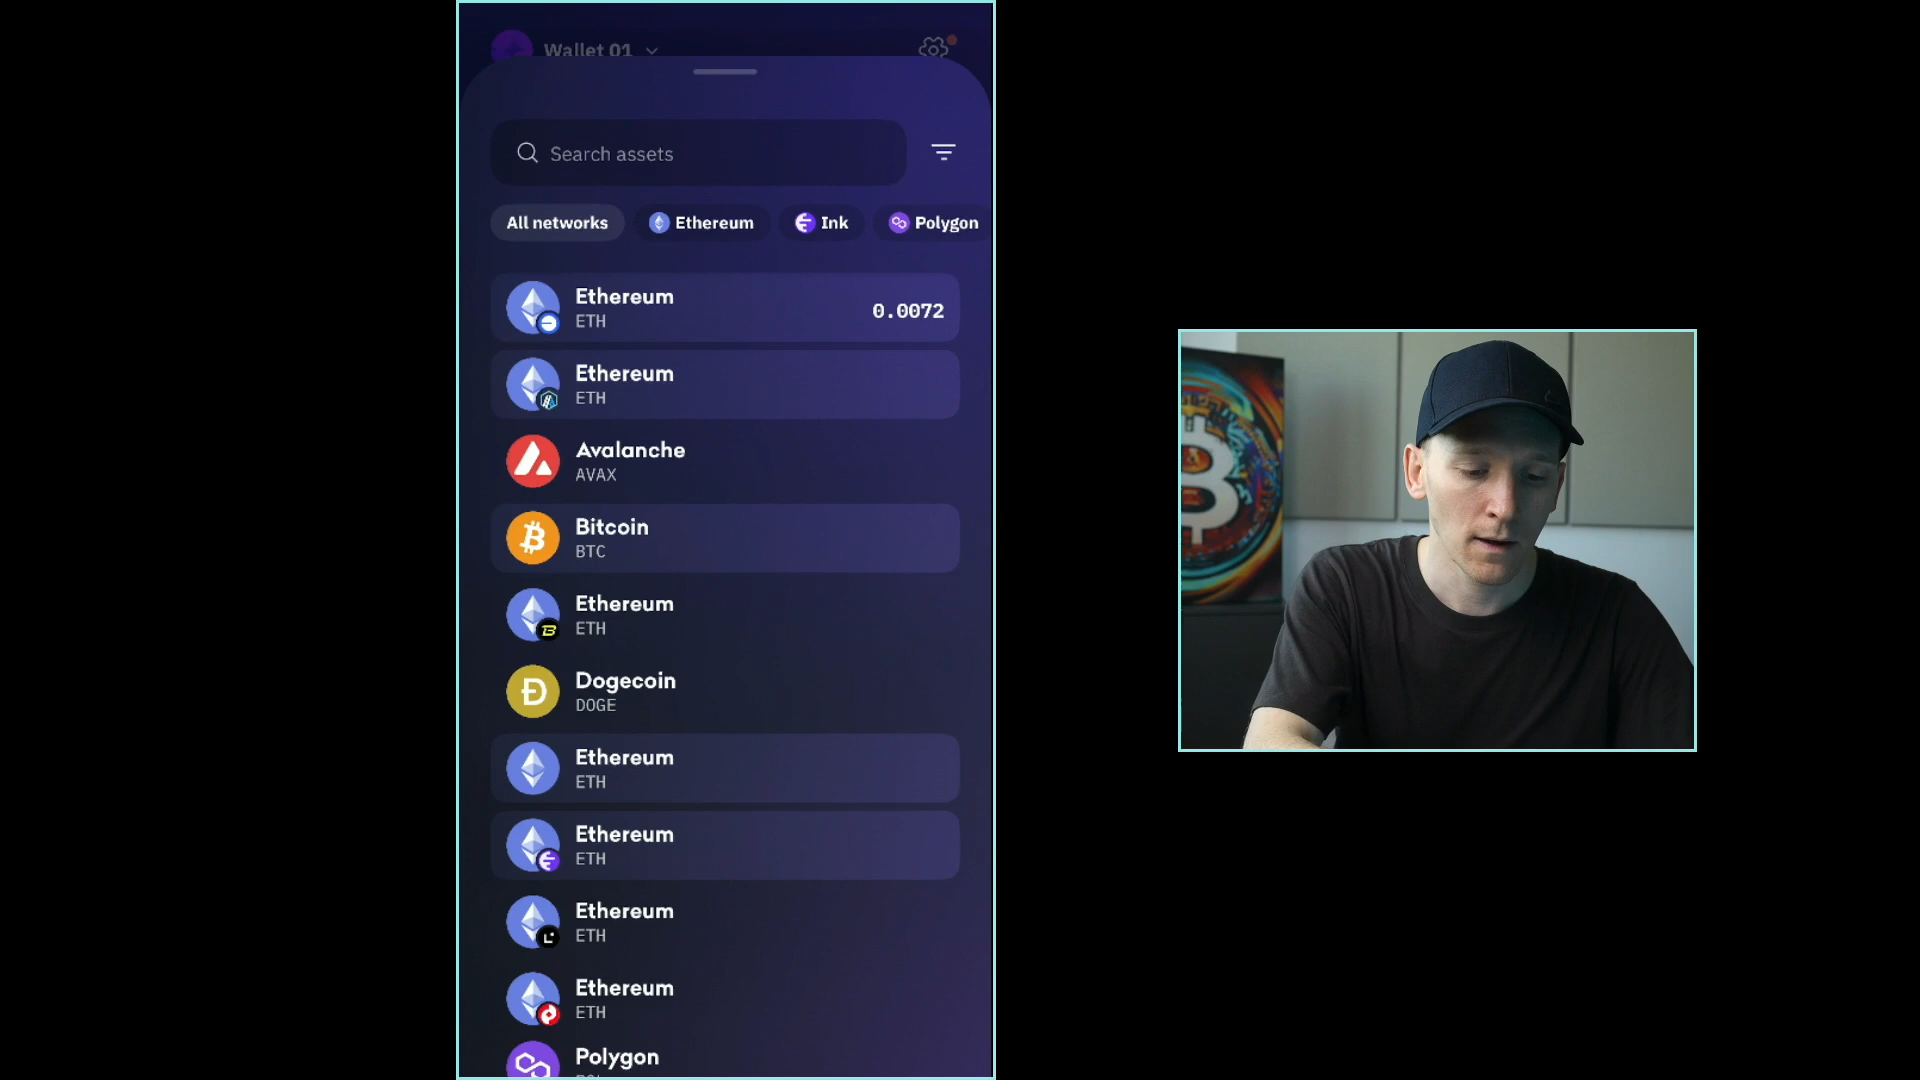 Wallet 01
Search assets
All networks
Ethereum
Ink
Polygon
Ethereum
ETH
0.0072
Ethereum
ETH
Avalanche
AVAX
Bitcoin
BTC
Ethereum
ETH
Dogecoin
DOGE
Ethereum
ETH
Ethereum
ETH
Ethereum
ETH
Ethereum
ETH
Polygon